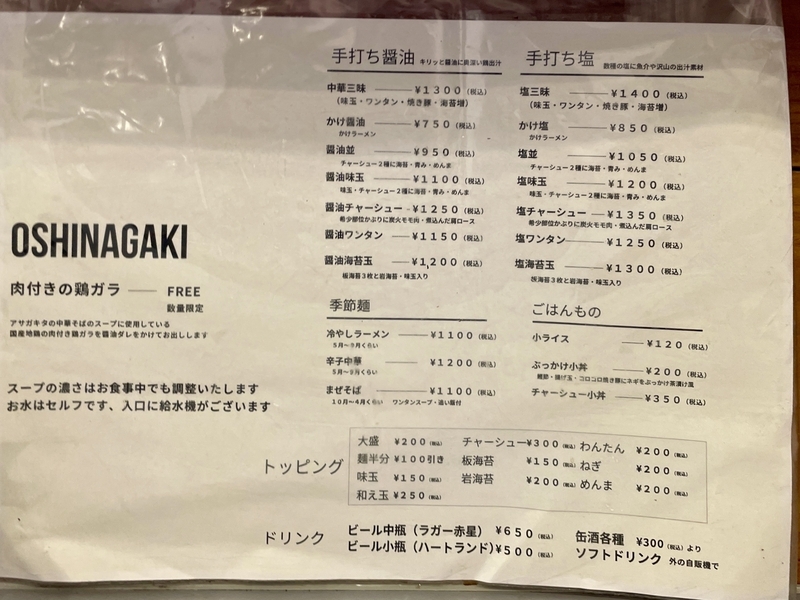 OSHINAGAKI
肉付きの鶏ガラ FREE
数量限定
アサガキタの中華そばのスープに使用している
国産地鶏の肉付き鶏ガラを醤油ダレをかけてお出しします
スープの濃さはお食事中でも調整いたします
お水はセルフです、入口に給水機がございます
手打ち醤油 キリッと醤油に奥深い鶏出汁
中華三味 ¥1300(税込)
(味玉・ワンタン・焼き豚・海苔増)
かけ醤油 ¥750(税込)
かけラーメン
醤油並 ¥950(税込)
チャーシュー2種に海苔・青み・めんま
醤油味玉 ¥1100(税込)
味玉・チャーシュー2種に海苔・青み・めんま
醤油チャーシュー ¥1250(税込)
希少部位かぶりに炭火モモ肉・煮込んだ肩ロース
醤油ワンタン ¥1150(税込)
醤油海苔玉 ¥1,200(税込)
板海苔3枚と岩海苔・味玉入り
手打ち塩 数種の塩に魚介や沢山の出汁素材
塩三味 ¥1400(税込)
(味玉・ワンタン・焼き豚・海苔増)
かけ塩 ¥850(税込)
かけラーメン
塩並 ¥1050(税込)
チャーシュー2種に海苔・青み・めんま
塩味玉 ¥1200(税込)
味玉・チャーシュー2種に海苔・青み・めんま
塩チャーシュー ¥1350(税込)
希少部位かぶりに炭火モモ肉・煮込んだ肩ロース
塩ワンタン ¥1250(税込)
塩海苔玉 ¥1300(税込)
板海苔3枚と岩海苔・味玉入り
季節麺
冷やしラーメン ¥1100(税込)
5月〜9月くらい
辛子中華 ¥1200(税込)
5月〜9月くらい
まぜそば ¥1100(税込)
10月〜4月くらい ワンタンスープ・追い飯付
ごはんもの
小ライス ¥120(税込)
ぶっかけ小丼 ¥200(税込)
鰹節・揚げ玉・コロコロ焼き豚にネギをぶっかけ茶漬け風
チャーシュー小丼 ¥350(税込)
トッピング
大盛 ¥200(税込) チャーシュー¥300(税込) わんたん ¥200(税込)
麺半分 ¥100引き 板海苔 ¥150(税込) ねぎ ¥200(税込)
味玉 ¥150(税込) 岩海苔 ¥200(税込) めんま ¥200(税込)
和え玉 ¥250(税込)
ドリンク
ビール中瓶(ラガー赤星) ¥650(税込) 缶酒各種 ¥300(税込)より
ビール小瓶(ハートランド)¥500(税込) ソフトドリンク 外の自販機で